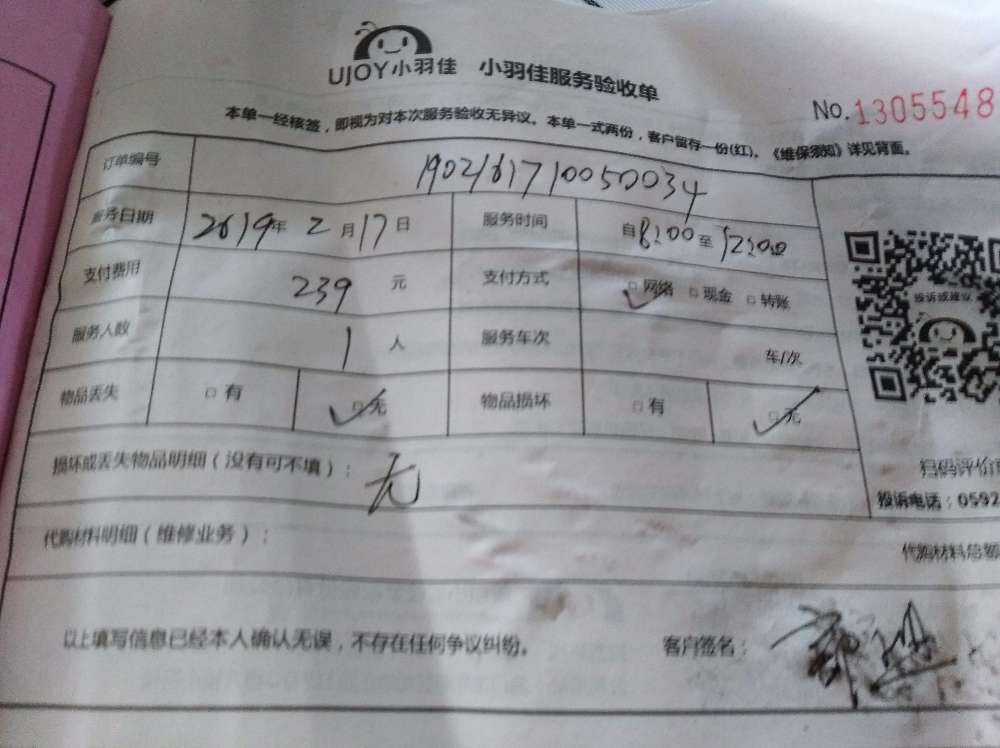 UJOY小羽佳 小羽佳服务验收单
No.1305548
本单一经核签，即视为对本次服务验收无异议。本单一式两份，客户留存一份(红)。《维保须知》详见背面。
订单编号 1902161710050034
服务日期 2019年 2月17日 服务时间 自8:00至12:00
支付费用 239 元 支付方式 □网络 □现金 □转账
投诉或建议
服务人数 1 人 服务车次 车/次
物品丢失 □有 □无 物品损坏 □有 □无
扫码评价
损坏或丢失物品明细（没有可不填）：无
投诉电话：0592
代购材料明细（维修业务）：
代购材料总额
以上填写信息已经本人确认无误，不存在任何争议纠纷。 客户签名：